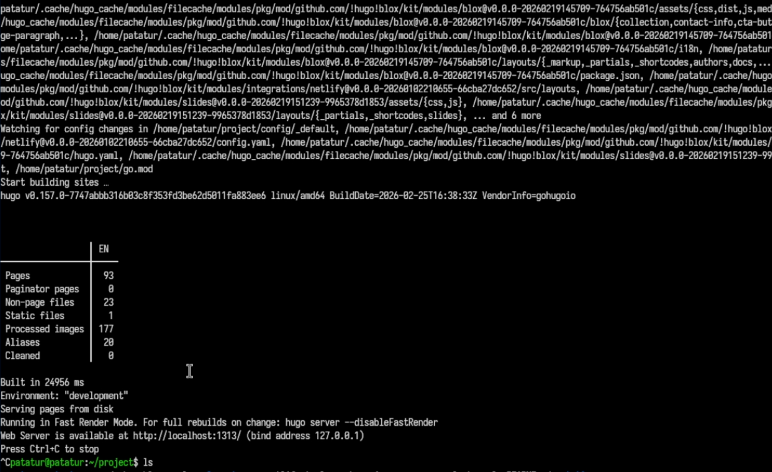 patatur/.cache/hugo_cache/modules/filecache/modules/pkg/mod/github.com/!hugo!blox/kit/modules/blox@v0.0.0-20260219145709-764756ab501c/assets/{css,dist,js,med
/home/patatur/.cache/hugo_cache/modules/filecache/modules/pkg/mod/github.com/!hugo!blox/kit/modules/blox@v0.0.0-20260219145709-764756ab501c/blox/{collection,contact-info,cta-but
ge-paragraph,...}, /home/patatur/.cache/hugo_cache/modules/filecache/modules/pkg/mod/github.com/!hugo!blox/kit/modules/blox@v0.0.0-20260219145709-764756ab501
ome/patatur/.cache/hugo_cache/modules/filecache/modules/pkg/mod/github.com/!hugo!blox/kit/modules/blox@v0.0.0-20260219145709-764756ab501c/i18n, /home/patatur
s/filecache/modules/pkg/mod/github.com/!hugo!blox/kit/modules/blox@v0.0.0-20260219145709-764756ab501c/layouts/{_markup,_partials,_shortcodes,authors,docs,...
ugo_cache/modules/filecache/modules/pkg/mod/github.com/!hugo!blox/kit/modules/blox@v0.0.0-20260219145709-764756ab501c/package.json, /home/patatur/.cache/hugo
modules/pkg/mod/github.com/!hugo!blox/kit/modules/integrations/netlify@v0.0.0-20260102210655-66cba27dc652/src/layouts, /home/patatur/.cache/hugo_cache/module
od/github.com/!hugo!blox/kit/modules/slides@v0.0.0-20260219151239-9965378d1853/assets/{css,js}, /home/patatur/.cache/hugo_cache/modules/filecache/modules/pkg
x/kit/modules/slides@v0.0.0-20260219151239-9965378d1853/layouts/{_partials,_shortcodes,slides}, ... and 6 more
Watching for config changes in /home/patatur/project/config/_default, /home/patatur/.cache/hugo_cache/modules/filecache/modules/pkg/mod/github.com/!hugo!blox
/netlify@v0.0.0-20260102210655-66cba27dc652/config.yaml, /home/patatur/.cache/hugo_cache/modules/filecache/modules/pkg/mod/github.com/!hugo!blox/kit/modules/
9-764756ab501c/hugo.yaml, /home/patatur/.cache/hugo_cache/modules/filecache/modules/pkg/mod/github.com/!hugo!blox/kit/modules/slides@v0.0.0-20260219151239-99
t, /home/patatur/project/go.mod
Start building sites …
hugo v0.157.0-7747abbb316b03c8f353fd3be62d5011fa883ee6 linux/amd64 BuildDate=2026-02-25T16:38:33Z VendorInfo=gohugoio
EN
Pages 93
Paginator pages 0
Non-page files 23
Static files 1
Processed images 177
Aliases 20
Cleaned 0
Built in 24956 ms
Environment: "development"
Serving pages from disk
Running in Fast Render Mode. For full rebuilds on change: hugo server --disableFastRender
Web Server is available at http://localhost:1313/ (bind address 127.0.0.1)
Press Ctrl+C to stop
^Cpatatur@patatur:~/project$ ls